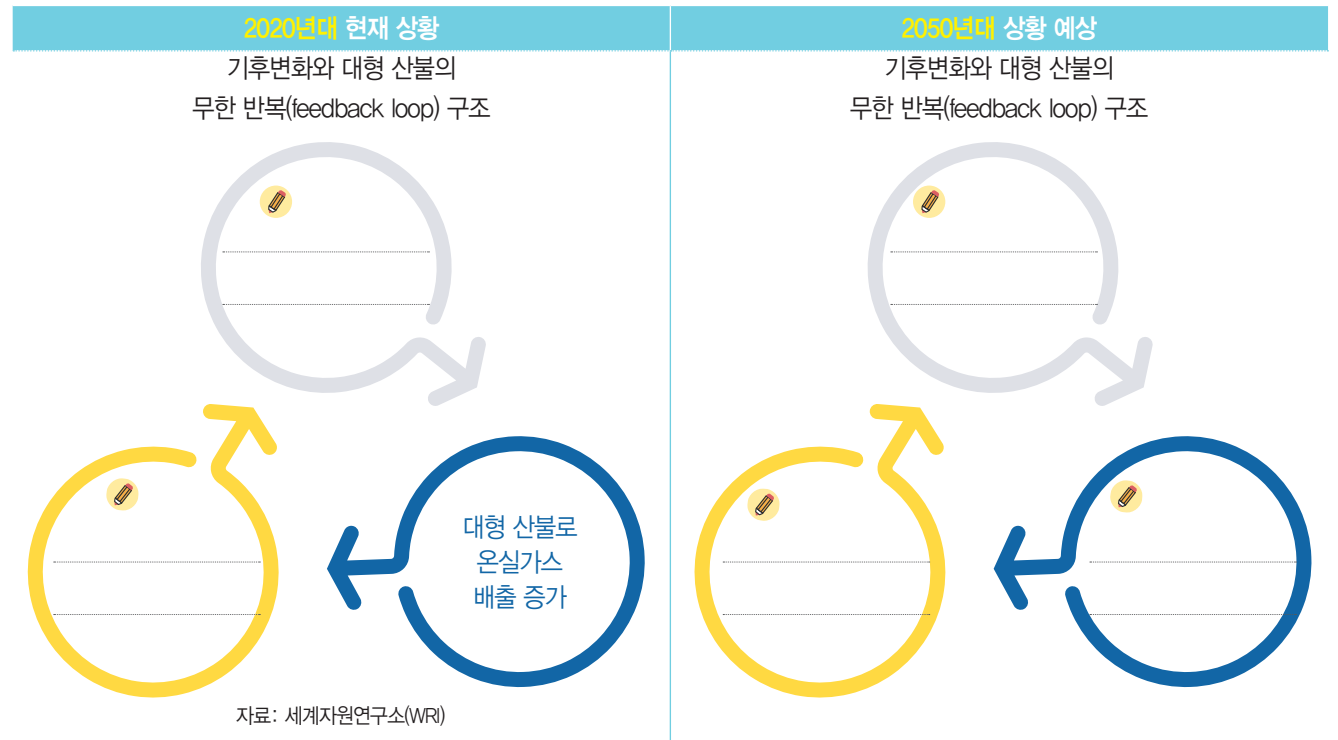 2020년대 현재 상황
기후변화와 대형 산불의
무한 반복(feedback loop) 구조
대형 산불로
온실가스
배출 증가
자료: 세계자원연구소(WRI)
2050년대 상황 예상
기후변화와 대형 산불의
무한 반복(feedback loop) 구조